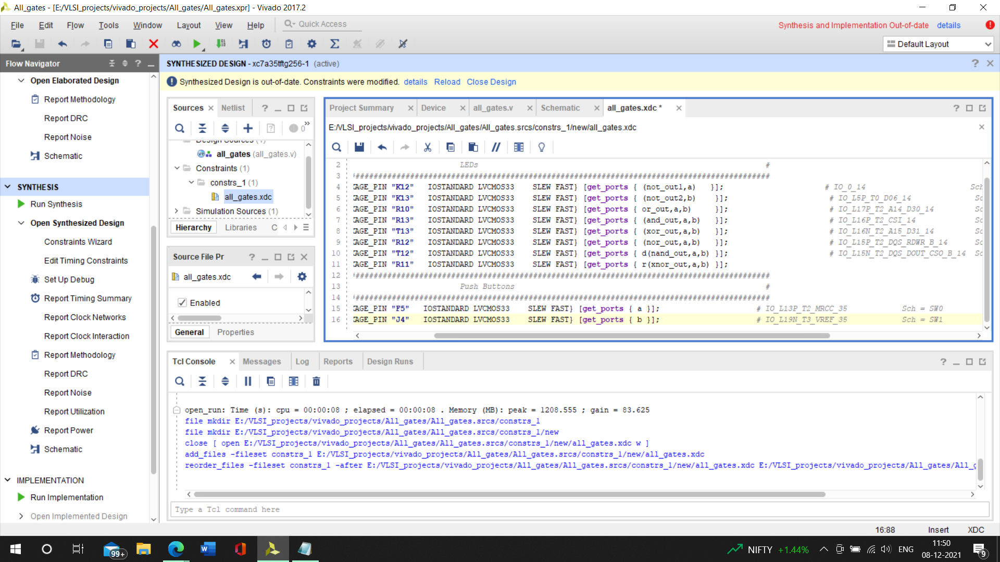 All_gates - [E:/VLSI_projects/vivado_projects/All_gates/All_gates.xpr] - Vivado 2017.2
File Edit Flow Tools Window Layout View Help Quick Access
Synthesis and Implementation Out-of-date details
Default Layout
Flow Navigator
Open Elaborated Design
Report Methodology
Report DRC
Report Noise
Schematic
SYNTHESIS
Run Synthesis
Open Synthesized Design
Constraints Wizard
Edit Timing Constraints
Set Up Debug
Report Timing Summary
Report Clock Networks
Report Clock Interaction
Report Methodology
Report DRC
Report Noise
Report Utilization
Report Power
Schematic
IMPLEMENTATION
Run Implementation
Open Implemented Design
SYNTHESIZED DESIGN - xc7a35tftg256-1 (active)
Synthesized Design is out-of-date. Constraints were modified. details Reload Close Design
Sources Netlist
0
Design Sources (1)
all_gates (all_gates.v)
Constraints (1)
constrs_1 (1)
all_gates.xdc
Simulation Sources (1)
Hierarchy Libraries C
Source File Pr
all_gates.xdc
Enabled
General Properties
Project Summary Device all_gates.v Schematic all_gates.xdc *
E:/VLSI_projects/vivado_projects/All_gates/All_gates.srcs/constrs_1/new/all_gates.xdc
2 LEDs #
3 ############################################################################################
4 AGE_PIN "K12" IOSTANDARD LVCMOS33 SLEW FAST} [get_ports { (not_out1,a) }]; # IO_0_14 Sch
5 AGE_PIN "K13" IOSTANDARD LVCMOS33 SLEW FAST} [get_ports { (not_out2,b) }]; # IO_L5P_T0_D06_14 Sc
6 AGE_PIN "R10" IOSTANDARD LVCMOS33 SLEW FAST} [get_ports { or_out,a,b) }]; # IO_L17P_T2_A14_D30_14 Sc
7 AGE_PIN "R13" IOSTANDARD LVCMOS33 SLEW FAST} [get_ports { (and_out,a,b) }]; # IO_L16P_T2_CSI_14 Sc
8 AGE_PIN "T13" IOSTANDARD LVCMOS33 SLEW FAST} [get_ports { (xor_out,a,b) }]; # IO_L16N_T2_A15_D31_14 Sc
9 AGE_PIN "R12" IOSTANDARD LVCMOS33 SLEW FAST} [get_ports { (nor_out,a,b) }]; # IO_L15P_T2_DQS_RDWR_B_14 Sc
10 AGE_PIN "T12" IOSTANDARD LVCMOS33 SLEW FAST} [get_ports { d(nand_out,a,b) }]; # IO_L15N_T2_DQS_DOUT_CSO_B_14 Sc
11 AGE_PIN "R11" IOSTANDARD LVCMOS33 SLEW FAST} [get_ports { r(xnor_out,a,b) }];
12 ############################################################################################
13 Push Buttons #
14 ############################################################################################
15 AGE_PIN "F5" IOSTANDARD LVCMOS33 SLEW FAST} [get_ports { a }]; # IO_L13P_T2_MRCC_35 Sch = SW0
16 AGE_PIN "J4" IOSTANDARD LVCMOS33 SLEW FAST} [get_ports { b }]; # IO_L19N_T3_VREF_35 Sch = SW1
Tcl Console Messages Log Reports Design Runs
open_run: Time (s): cpu = 00:00:08 ; elapsed = 00:00:08 . Memory (MB): peak = 1208.555 ; gain = 83.625
file mkdir E:/VLSI_projects/vivado_projects/All_gates/All_gates.srcs/constrs_1
file mkdir E:/VLSI_projects/vivado_projects/All_gates/All_gates.srcs/constrs_1/new
close [ open E:/VLSI_projects/vivado_projects/All_gates/All_gates.srcs/constrs_1/new/all_gates.xdc w ]
add_files -fileset constrs_1 E:/VLSI_projects/vivado_projects/All_gates/All_gates.srcs/constrs_1/new/all_gates.xdc
reorder_files -fileset constrs_1 -after E:/VLSI_projects/vivado_projects/All_gates/All_gates.srcs/constrs_1/new/all_gates.xdc E:/VLSI_projects/vivado_projects/All_gates/All_g
Type a Tcl command here
16:88 Insert XDC
99+
NIFTY +1.44% ENG
11:50
08-12-2021
9